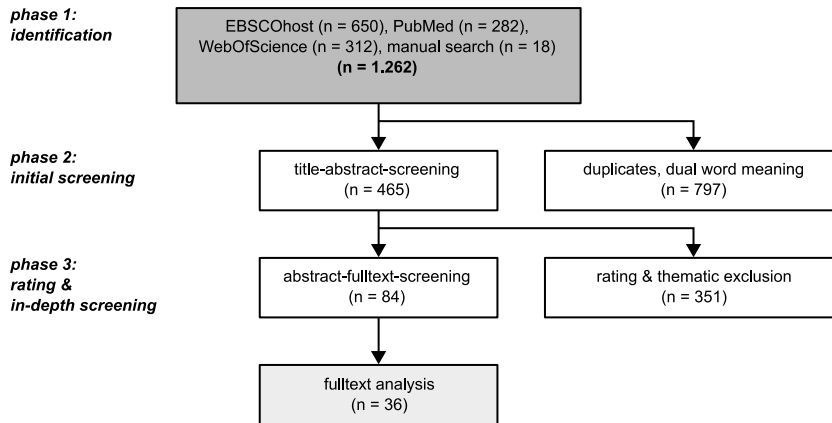 phase 1:
identification
EBSCOhost (n = 650), PubMed (n = 282),
WebOfScience (n = 312), manual search (n = 18)
(n = 1.262)
phase 2:
initial screening
title-abstract-screening
(n = 465)
duplicates, dual word meaning
(n = 797)
phase 3:
rating &
in-depth screening
abstract-fulltext-screening
(n = 84)
rating & thematic exclusion
(n = 351)
fulltext analysis
(n = 36)